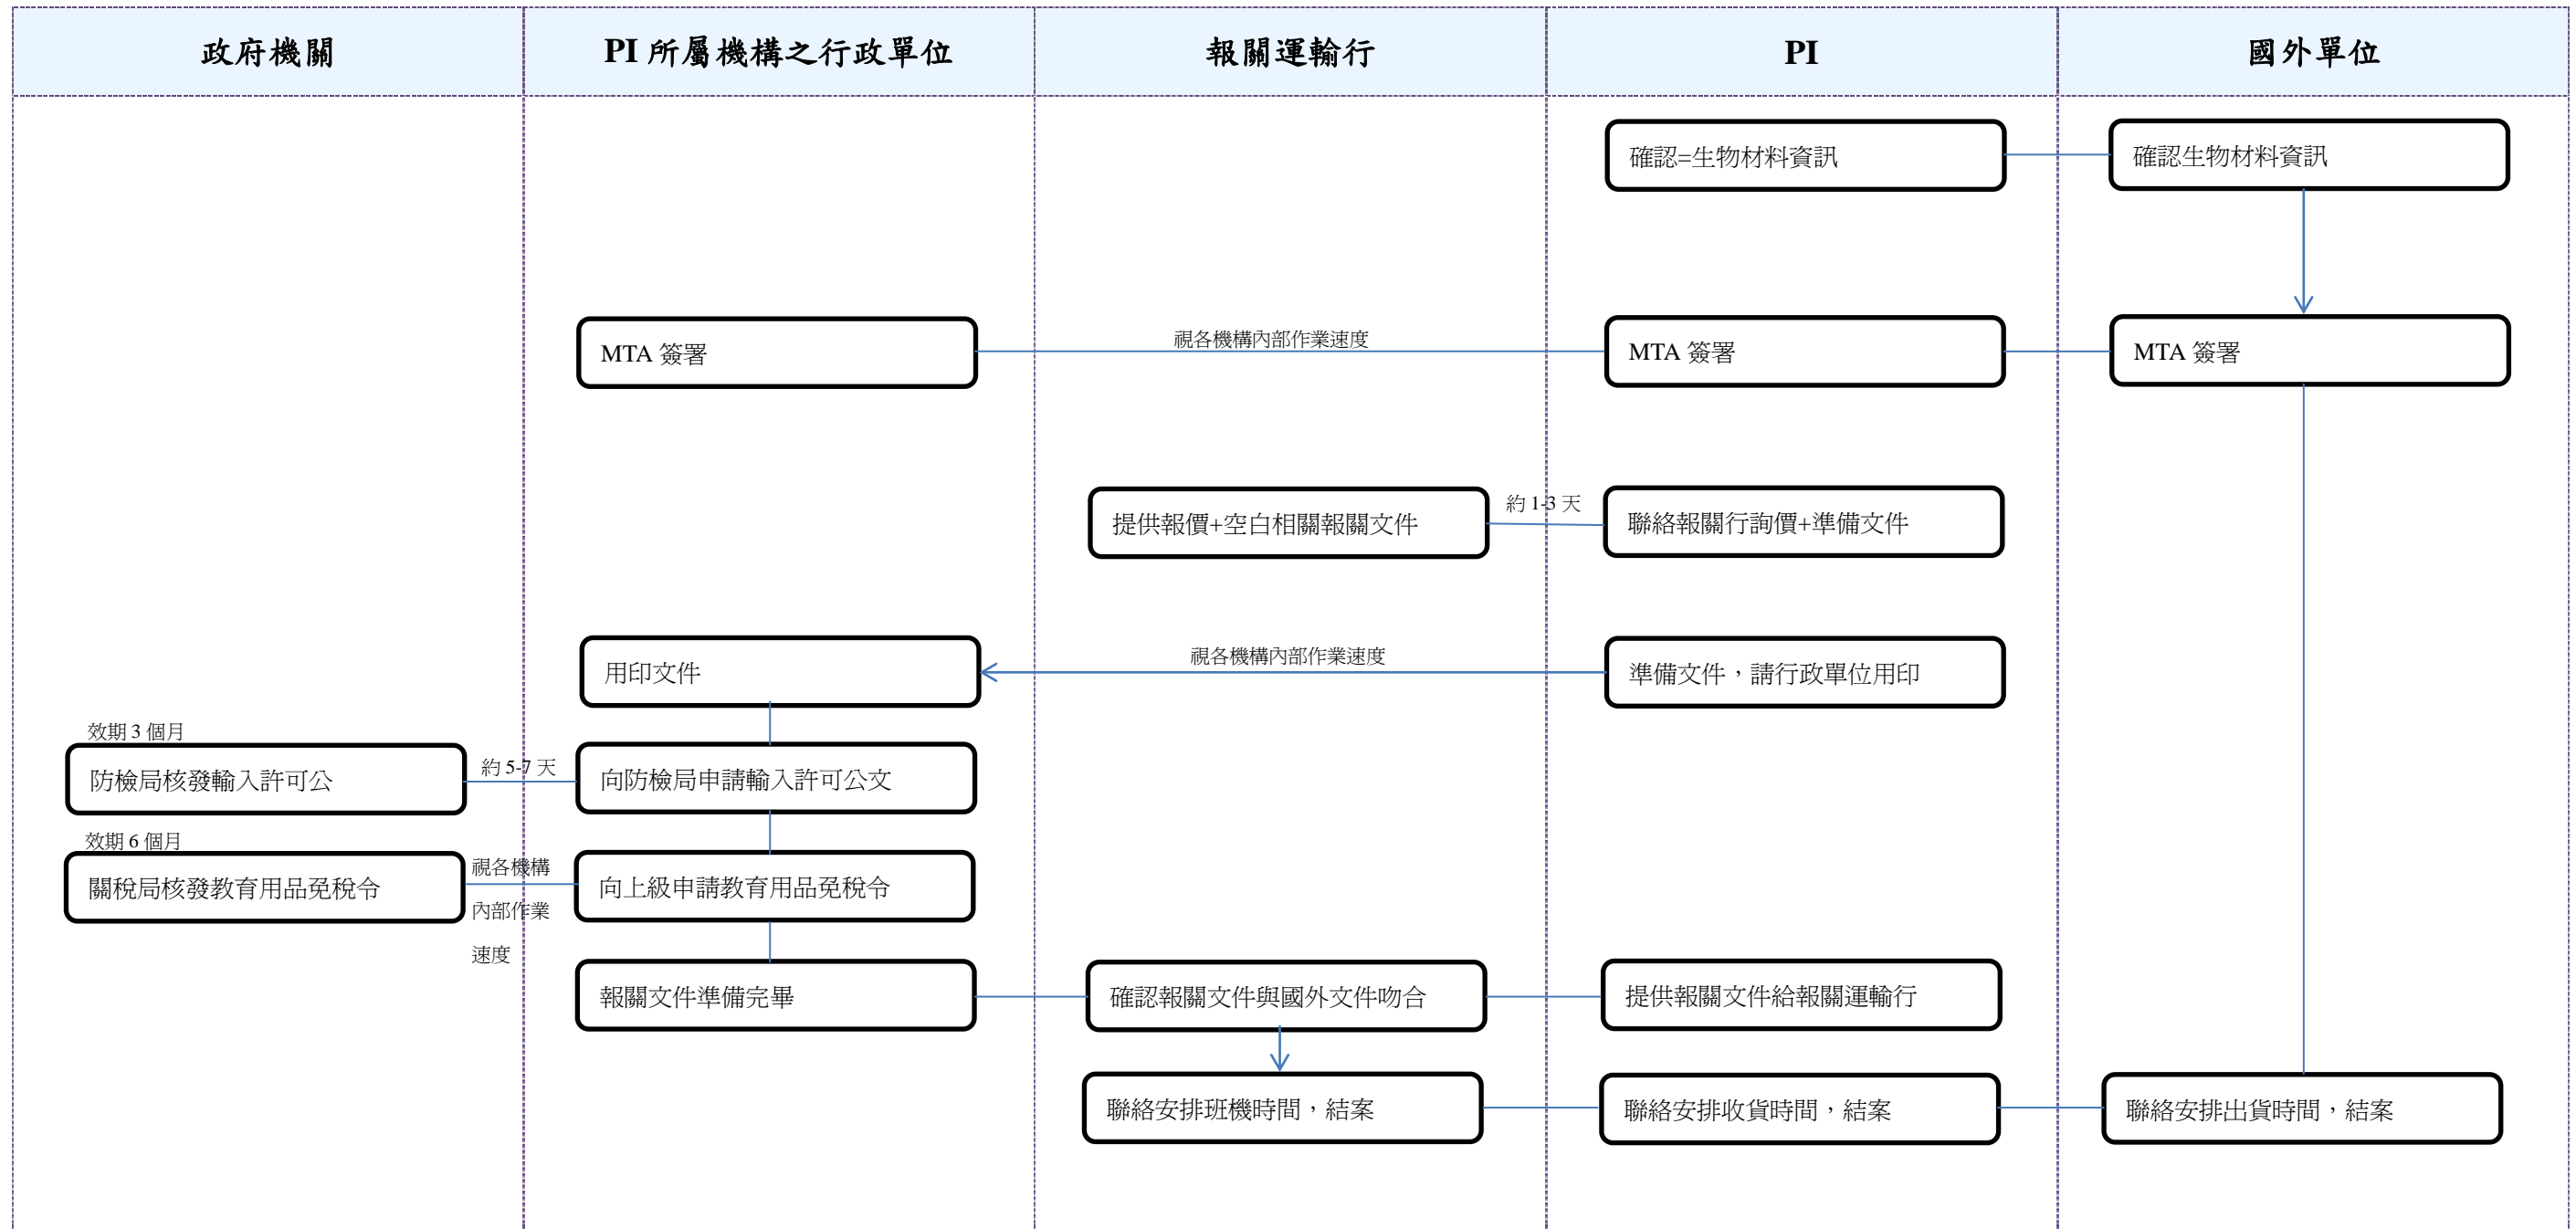 政府機關
PI 所屬機構之行政單位
報關運輸行
PI
國外單位
確認=生物材料資訊
確認生物材料資訊
MTA 簽署
視各機構內部作業速度
MTA 簽署
MTA 簽署
提供報價+空白相關報關文件
約 1-3 天
聯絡報關行詢價+準備文件
用印文件
視各機構內部作業速度
準備文件，請行政單位用印
效期 3 個月
防檢局核發輸入許可公
約 5-7 天
向防檢局申請輸入許可公文
效期 6 個月
關稅局核發教育用品免稅令
視各機構
內部作業
速度
向上級申請教育用品免稅令
報關文件準備完畢
確認報關文件與國外文件吻合
提供報關文件給報關運輸行
聯絡安排班機時間，結案
聯絡安排收貨時間，結案
聯絡安排出貨時間，結案